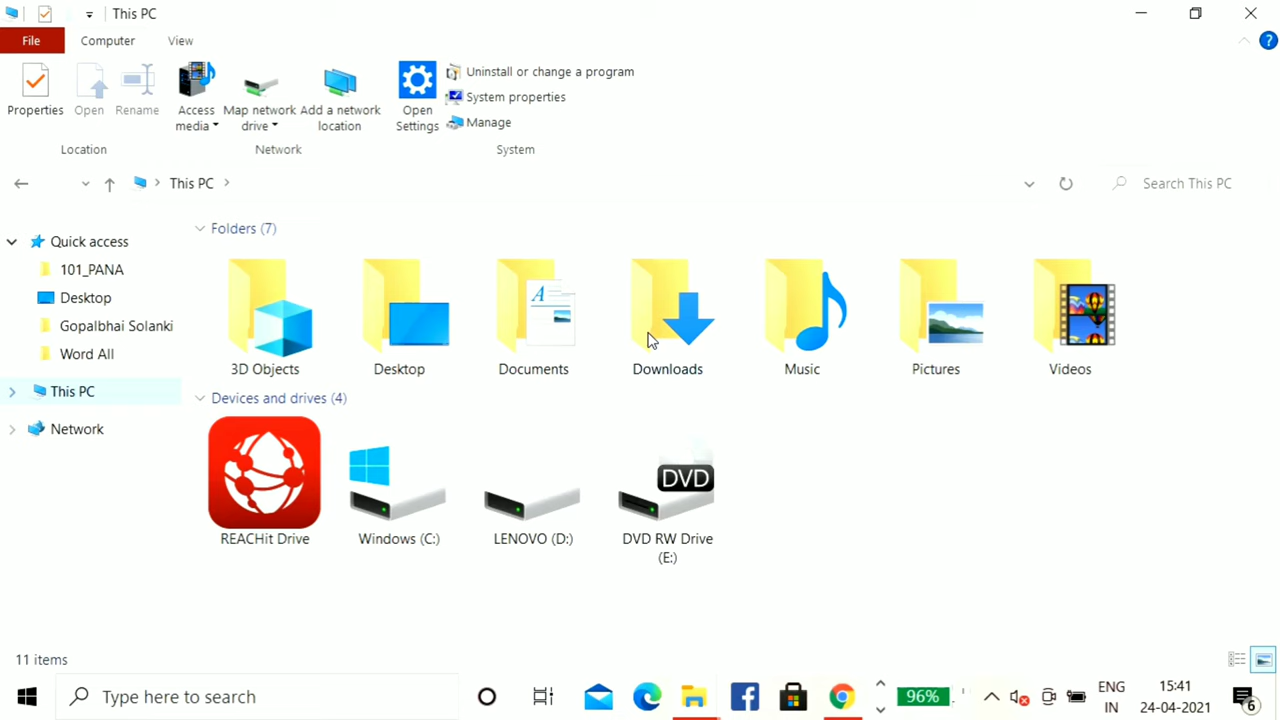 This PC
File Computer View
Properties Open Rename Access media Map network drive Add a network location Open Settings Uninstall or change a program
System properties
Manage
Location Network System
This PC Search This PC
Quick access
101_PANA
Desktop
Gopalbhai Solanki
Word All
This PC
Network
Folders (7)
3D Objects Desktop Documents Downloads Music Pictures Videos
Devices and drives (4)
REACHit Drive Windows (C:) LENOVO (D:) DVD RW Drive (E:)
DVD
A
11 items
Type here to search 96% ENG 15:41
IN 24-04-2021 6